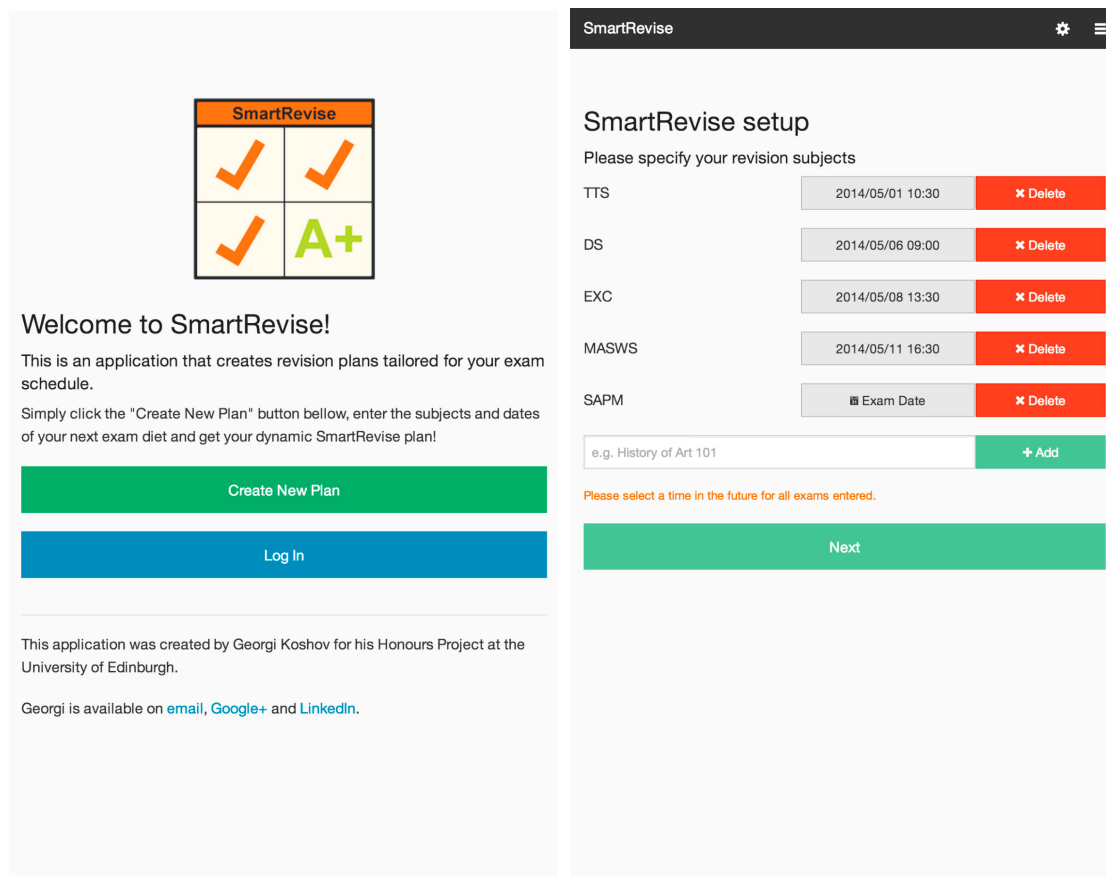 SmartRevise
A+
Welcome to SmartRevise!
This is an application that creates revision plans tailored for your exam
schedule.
Simply click the "Create New Plan" button bellow, enter the subjects and dates
of your next exam diet and get your dynamic SmartRevise plan!
Create New Plan
Log In
This application was created by Georgi Koshov for his Honours Project at the
University of Edinburgh.
Georgi is available on email, Google+ and LinkedIn.
SmartRevise
SmartRevise setup
Please specify your revision subjects
TTS 2014/05/01 10:30 Delete
DS 2014/05/06 09:00 Delete
EXC 2014/05/08 13:30 Delete
MASWS 2014/05/11 16:30 Delete
SAPM Exam Date Delete
e.g. History of Art 101 Add
Please select a time in the future for all exams entered.
Next